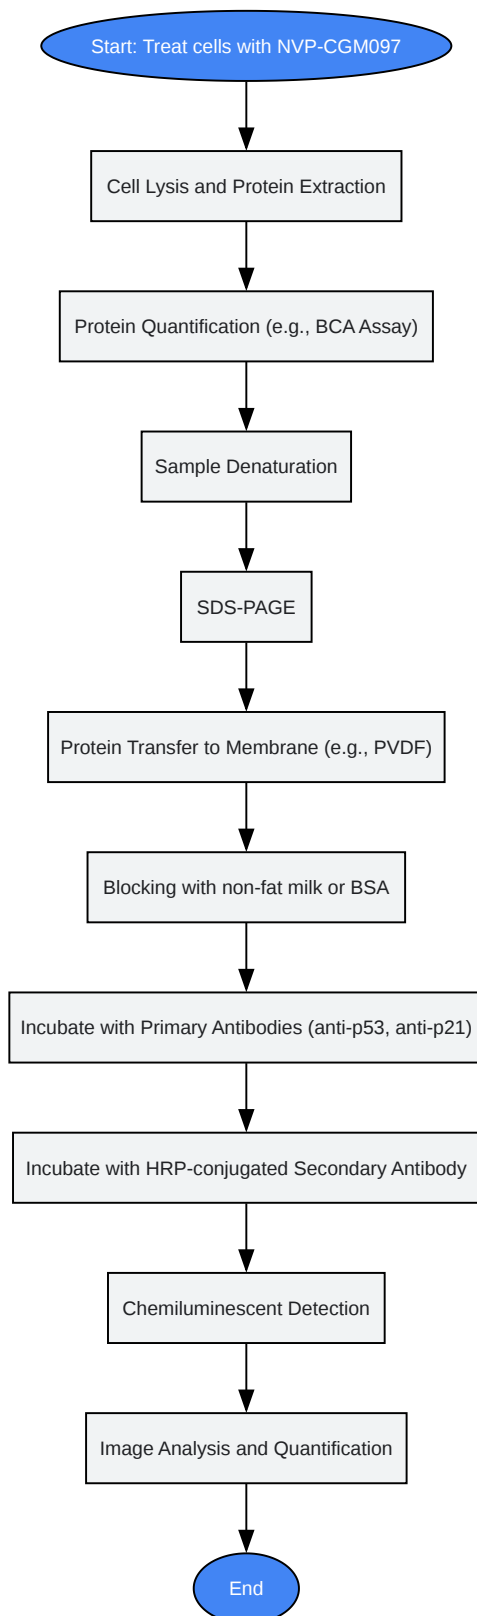 Start: Treat cells with NVP-CGM097
Cell Lysis and Protein Extraction
Protein Quantification (e.g., BCA Assay)
Sample Denaturation
SDS-PAGE
Protein Transfer to Membrane (e.g., PVDF)
Blocking with non-fat milk or BSA
Incubate with Primary Antibodies (anti-p53, anti-p21)
Incubate with HRP-conjugated Secondary Antibody
Chemiluminescent Detection
Image Analysis and Quantification
End